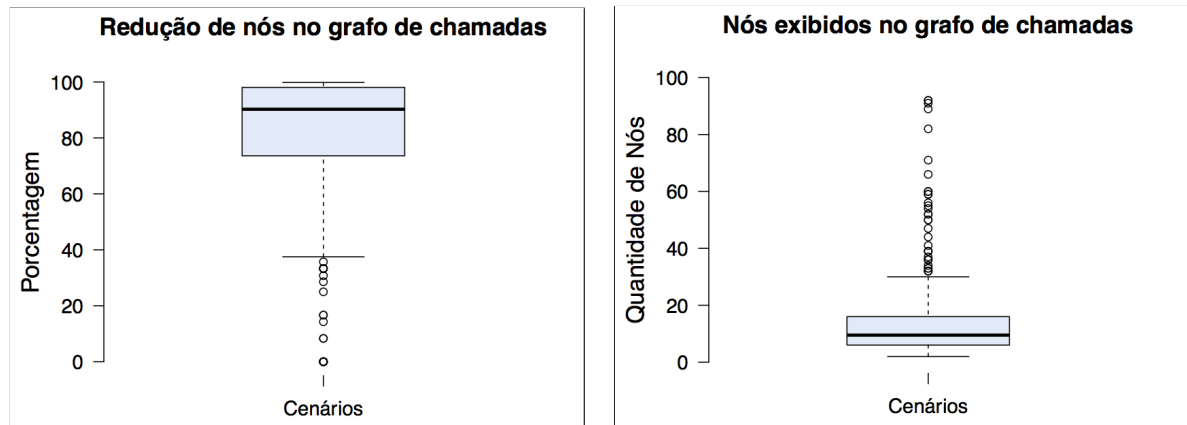 Redução de nós no grafo de chamadas
Porcentagem
100
80
60
40
20
0
Cenários
Nós exibidos no grafo de chamadas
Quantidade de Nós
100
80
60
40
20
0
Cenários